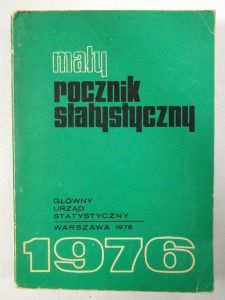 mały
rocznik
statystyczny
GŁÓWNY
URZĄD
STATYSTYCZNY
WARSZAWA 1976
1976